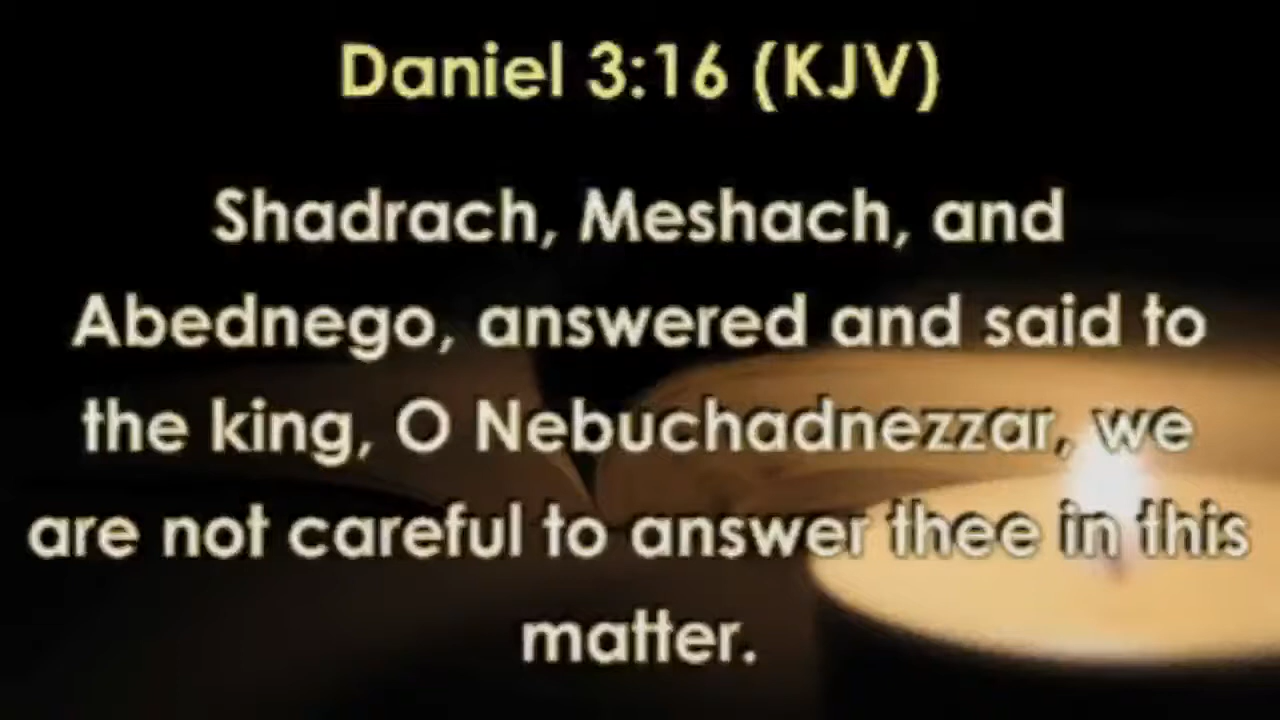 Daniel 3:16 (KJV)
Shadrach, Meshach, and
Abednego, answered and said to
the king, O Nebuchadnezzar, we
are not careful to answer thee in this
matter.